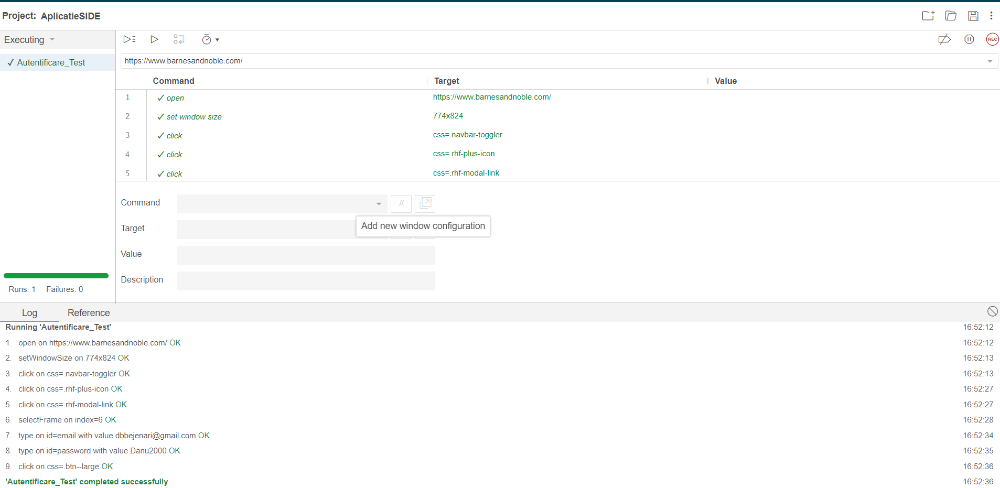 Project: AplicatieSIDE
Executing
✓ Autentificare_Test
https://www.barnesandnoble.com/
REC
Command Target Value
1 ✓ open https://www.barnesandnoble.com/
2 ✓ set window size 774x824
3 ✓ click css=.navbar-toggler
4 ✓ click css=.rhf-plus-icon
5 ✓ click css=.rhf-modal-link
Command //
Add new window configuration
Target
Value
Description
Runs: 1 Failures: 0
Log Reference
Running 'Autentificare_Test' 16:52:12
1. open on https://www.barnesandnoble.com/ OK 16:52:12
2. setWindowSize on 774x824 OK 16:52:13
3. click on css=.navbar-toggler OK 16:52:13
4. click on css=.rhf-plus-icon OK 16:52:27
5. click on css=.rhf-modal-link OK 16:52:27
6. selectFrame on index=6 OK 16:52:28
7. type on id=email with value dbbejenari@gmail.com OK 16:52:34
8. type on id=password with value Danu2000 OK 16:52:35
9. click on css=.btn--large OK 16:52:36
'Autentificare_Test' completed successfully 16:52:36